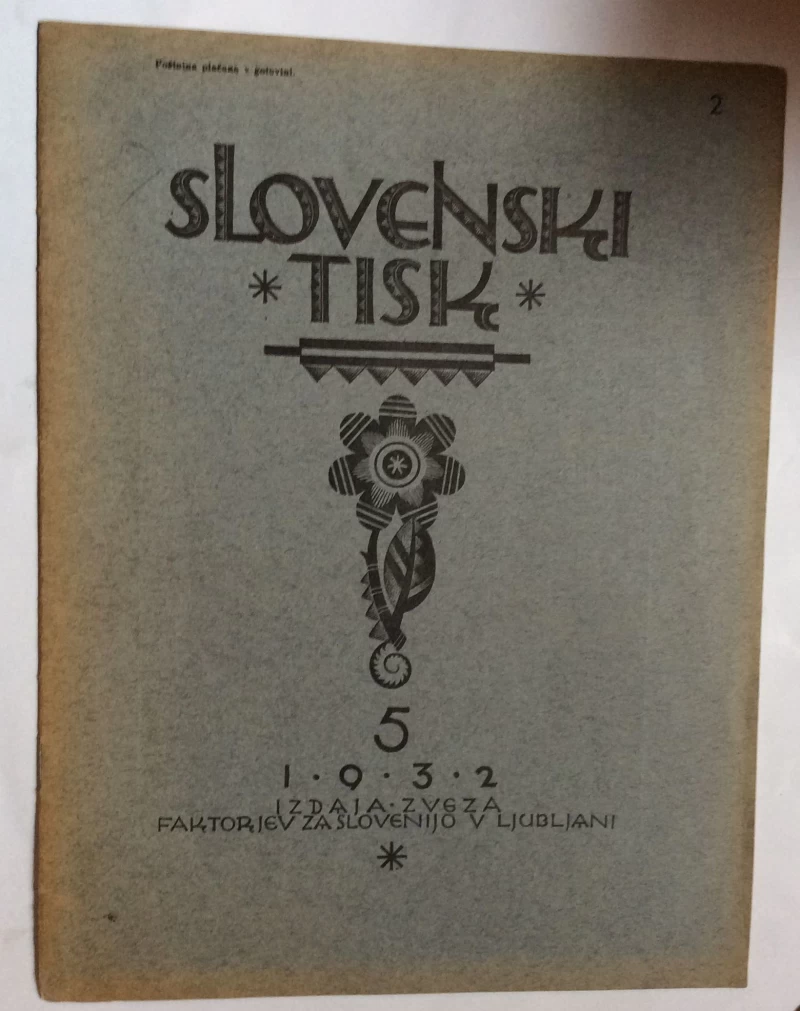 Poštnina plačana v gotovini.
2
SLOVENSKI
* TISK *
5
1·9·3·2
IZDAJA·ZVEZA
FAKTORJEV ZA SLOVENIJO V LJUBLJANI
*